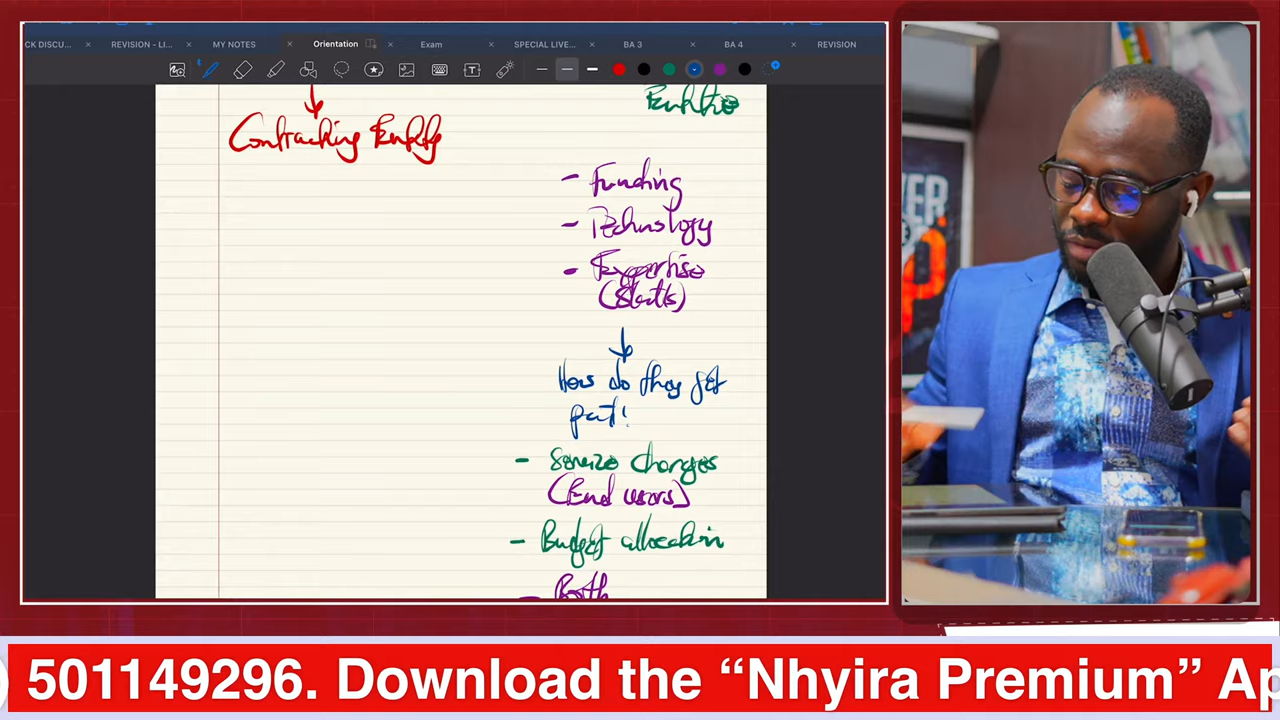 CK DISCU...
REVISION - LI...
MY NOTES
Orientation
Exam
SPECIAL LIVE...
BA 3
BA 4
REVISION
Contracting Entity
- Funding
- Technology
- Expertise
(Skills)
How do they get
paid?
- Service charges
(End users)
- Budget allocation
- Both
501149296. Download the “Nhyira Premium” Ap